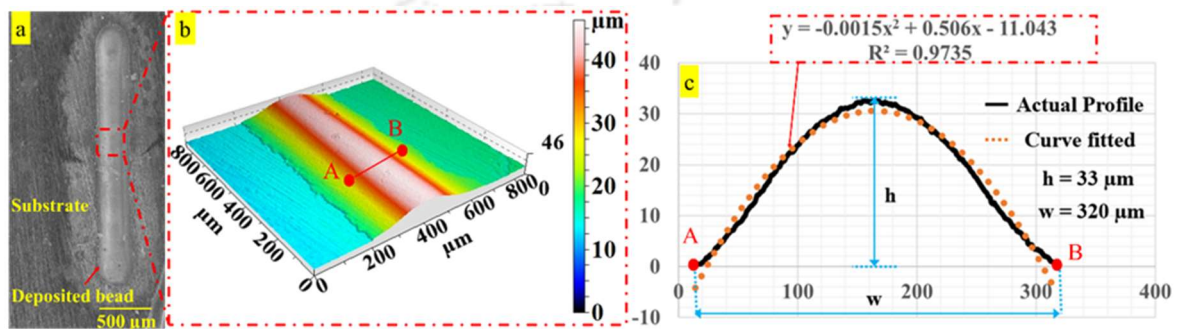 a
Substrate
Deposited bead
500 µm
b
µm
40
30
20
10
0
A
B
46
0
800
600
400
200
0
µm
0
200
400
600
800
µm
y = -0.0015x² + 0.506x - 11.043
R² = 0.9735
c
40
30
20
10
0
-10
Actual Profile
Curve fitted
h = 33 µm
w = 320 µm
h
A
B
0
100
200
300
400
w